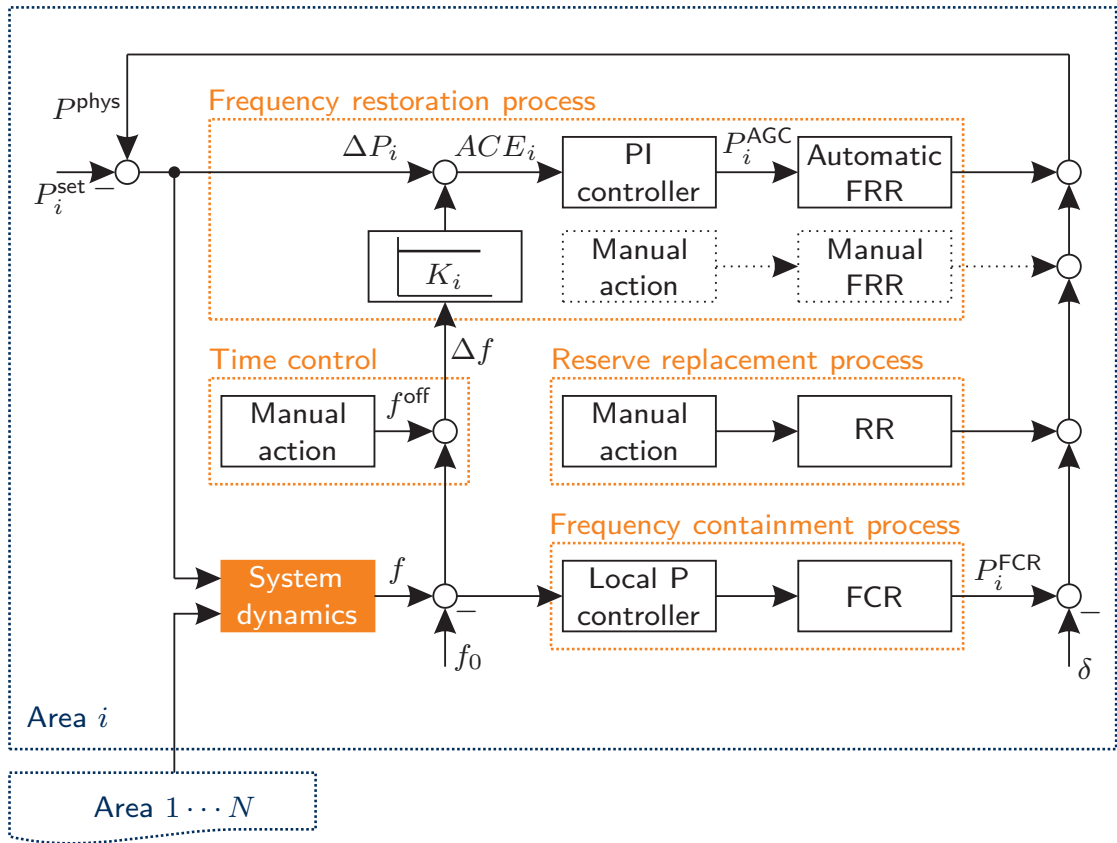 P^phys
P_i^set
−
Frequency restoration process
ΔP_i
ACE_i
PI
controller
P_i^AGC
Automatic
FRR
K_i
Manual
action
Manual
FRR
Δf
Time control
Manual
action
f^off
Reserve replacement process
Manual
action
RR
System
dynamics
f
−
f_0
Frequency containment process
Local P
controller
FCR
P_i^FCR
−
δ
Area i
Area 1 ⋯ N